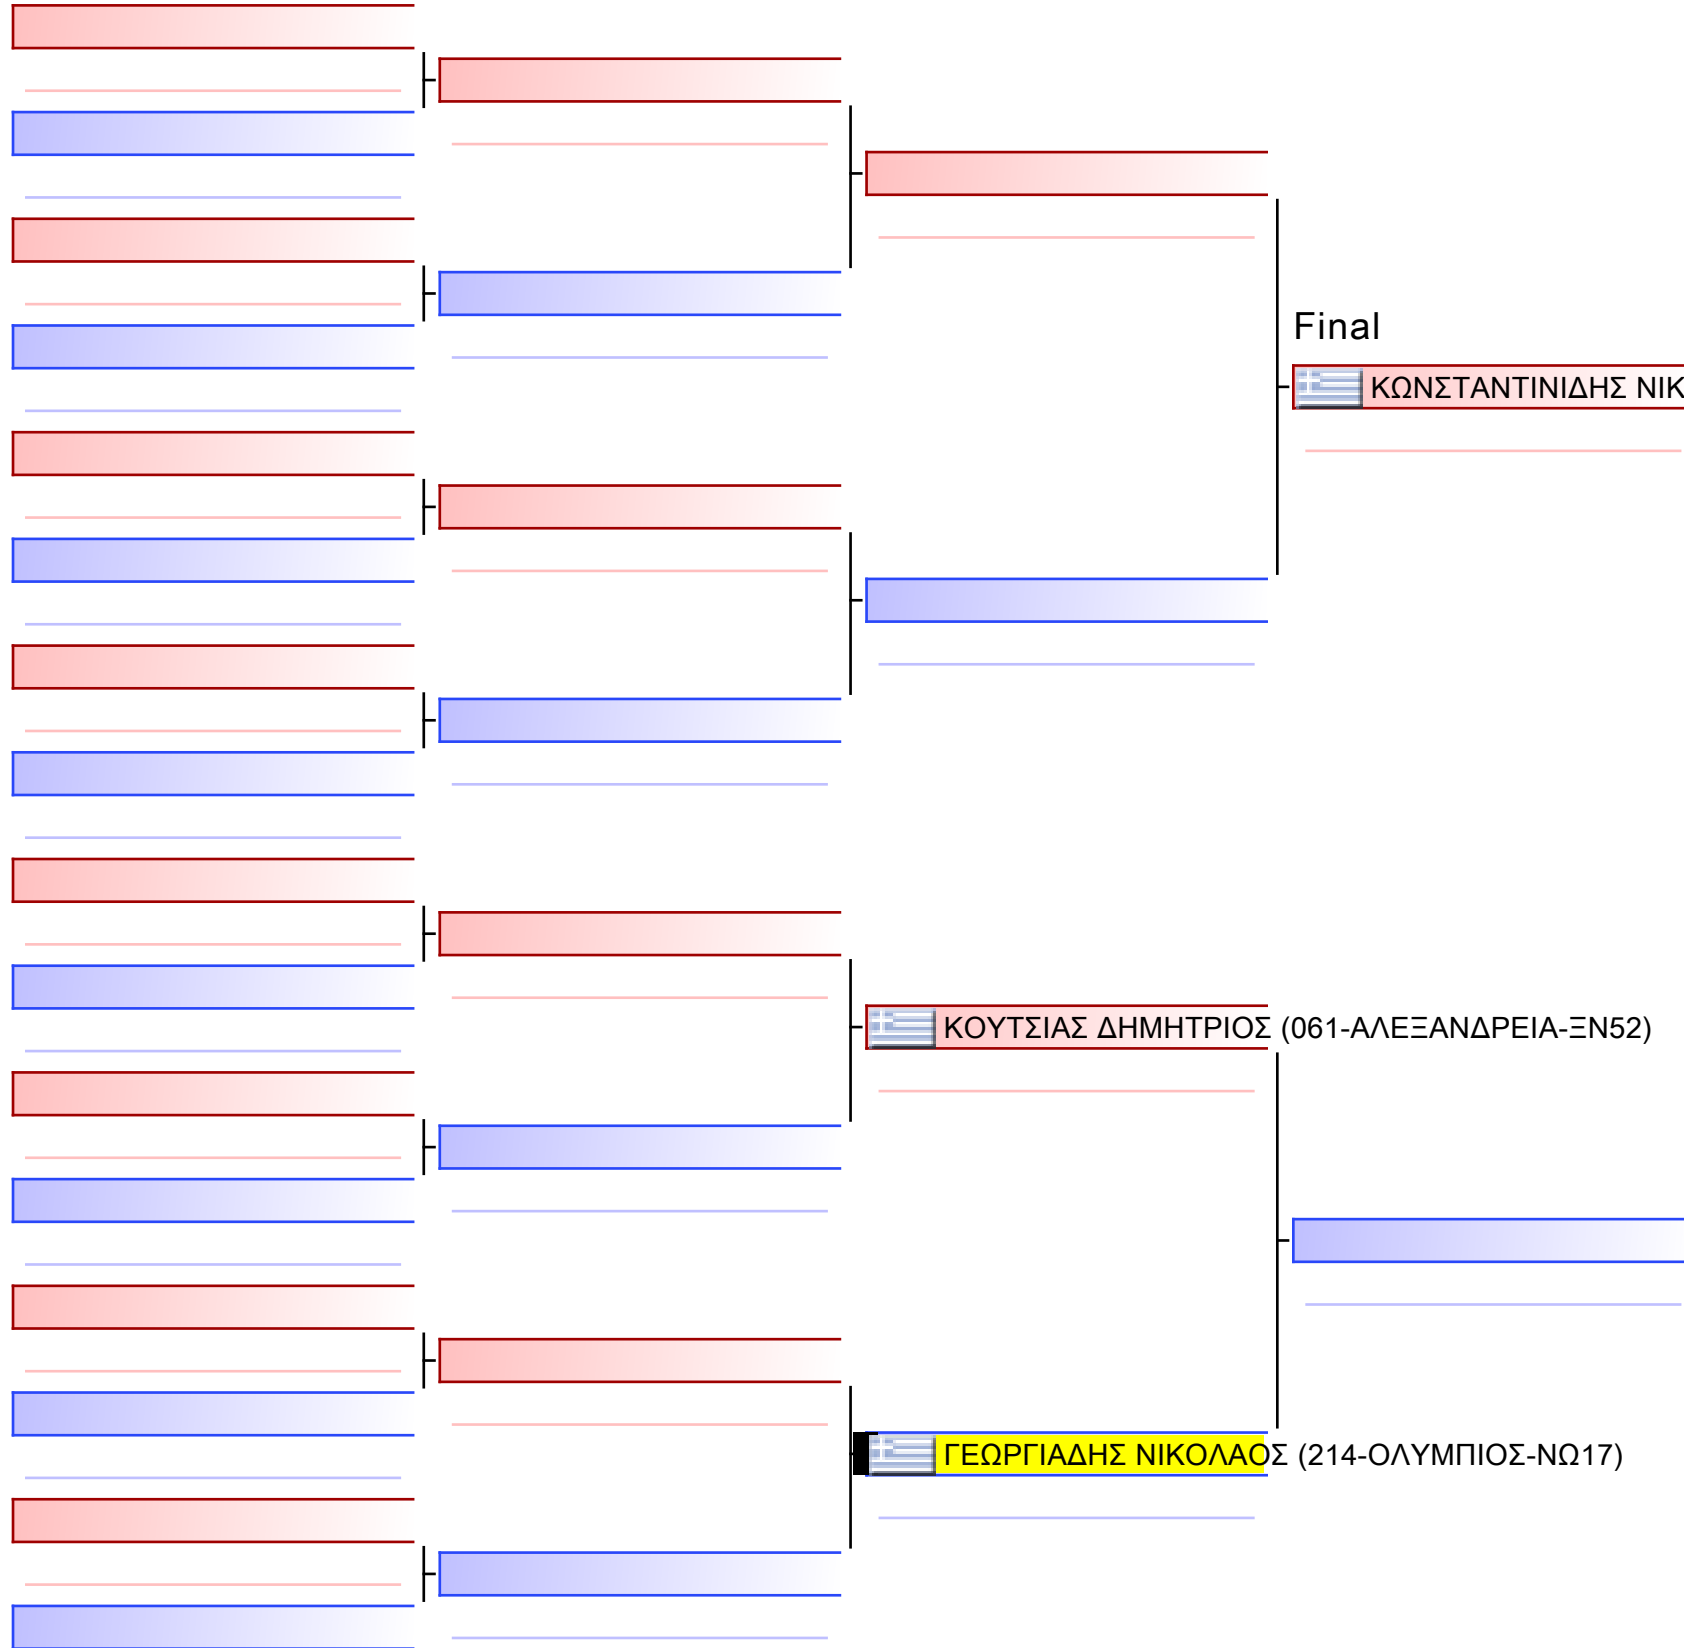 Final
ΚΩΝΣΤΑΝΤΙΝΙΔΗΣ ΝΙΚ
ΚΟΥΤΣΙΑΣ ΔΗΜΗΤΡΙΟΣ (061-ΑΛΕΞΑΝΔΡΕΙΑ-ΞΝ52)
ΓΕΩΡΓΙΑΔΗΣ ΝΙΚΟΛΑΟΣ (214-ΟΛΥΜΠΙΟΣ-ΝΩ17)